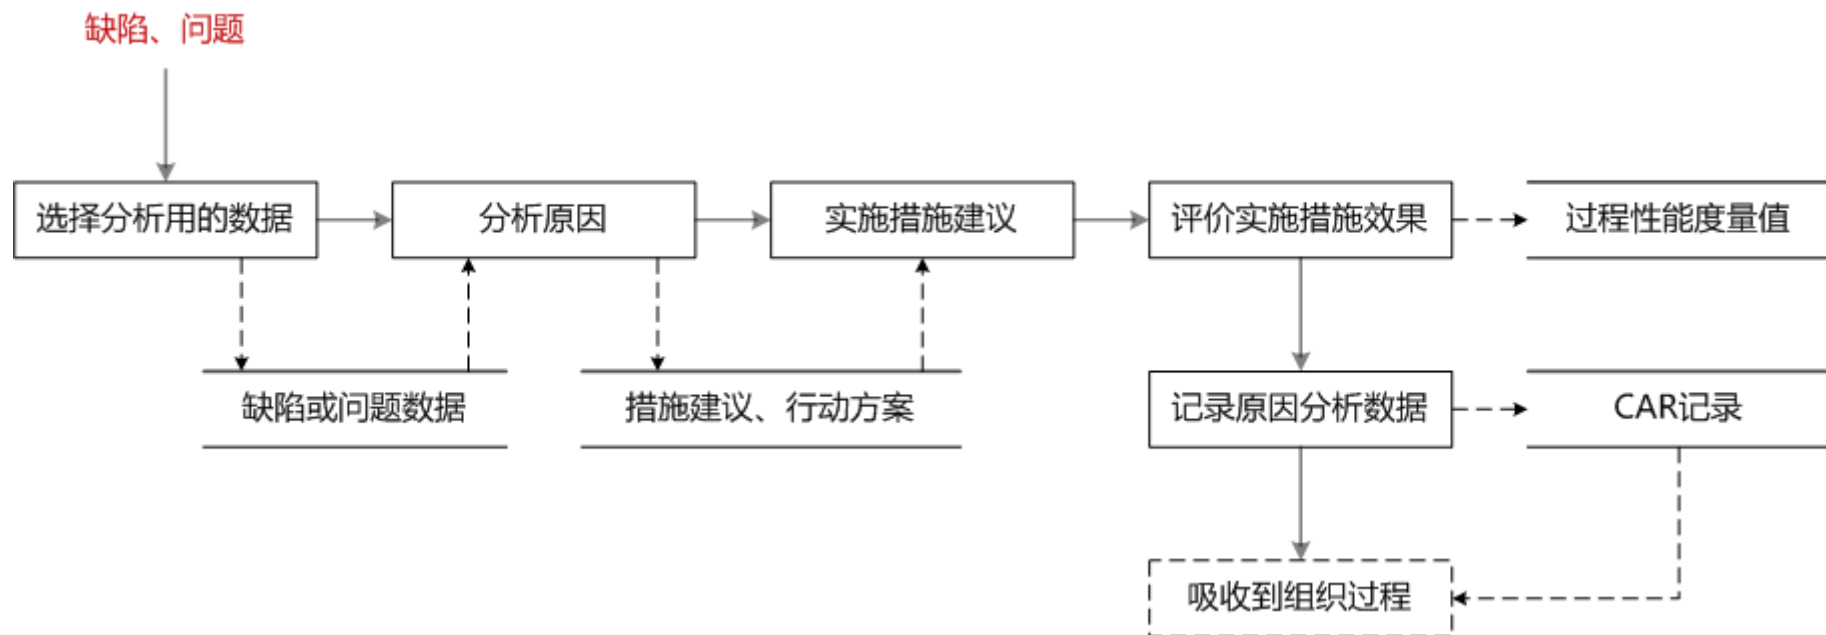 缺陷、问题
选择分析用的数据
分析原因
实施措施建议
评价实施措施效果
过程性能度量值
缺陷或问题数据
措施建议、行动方案
记录原因分析数据
CAR记录
吸收到组织过程